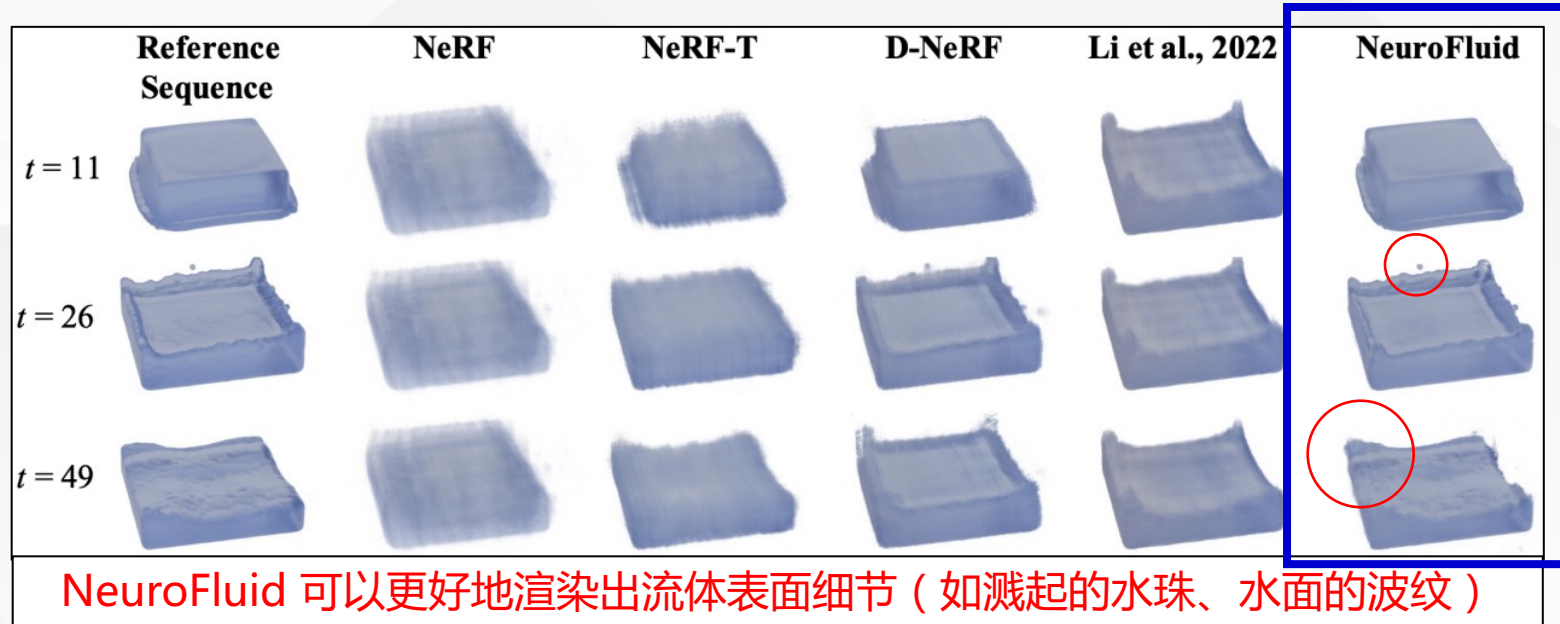 Reference Sequence
NeRF
NeRF-T
D-NeRF
Li et al., 2022
NeuroFluid
t = 11
t = 26
t = 49
NeuroFluid 可以更好地渲染出流体表面细节（如溅起的水珠、水面的波纹）